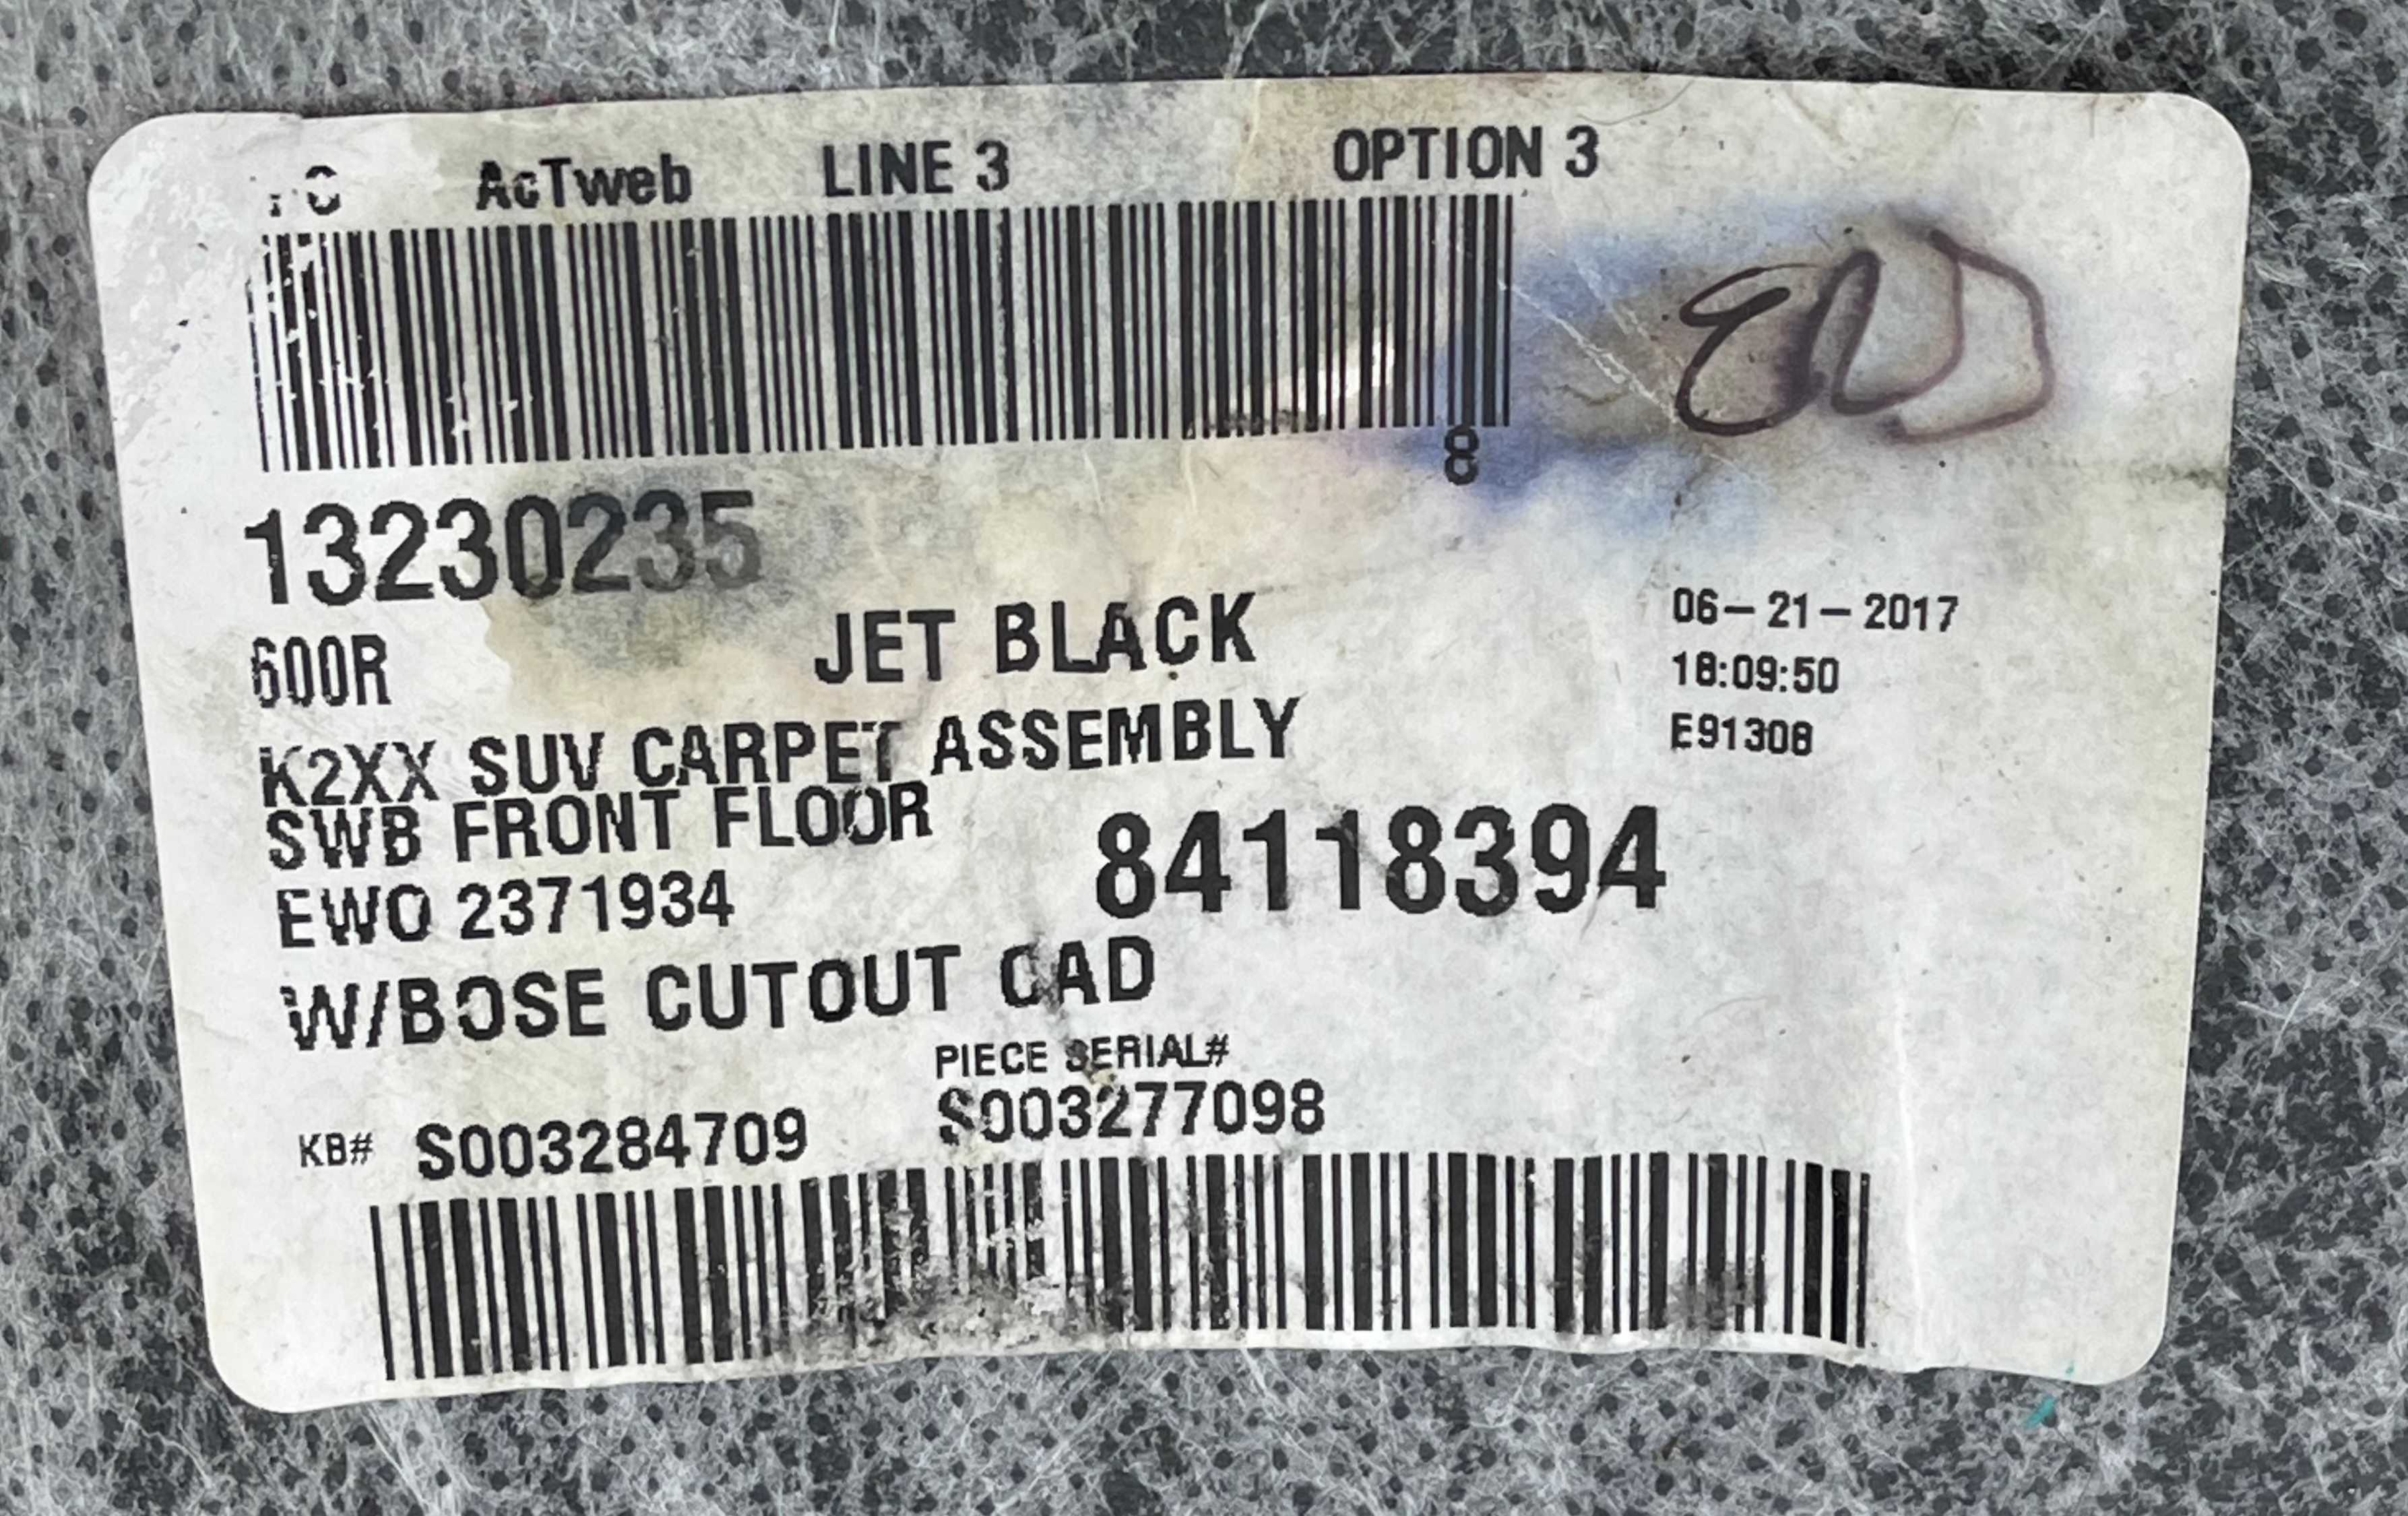 AcTweb LINE 3 OPTION 3
8
13230235
600R JET BLACK
06-21-2017
18:09:50
E91308
K2XX SUV CARPET ASSEMBLY
SWB FRONT FLOOR
EWO 2371934
84118394
W/BOSE CUTOUT CAD
PIECE SERIAL#
KB# S003284709 S003277098